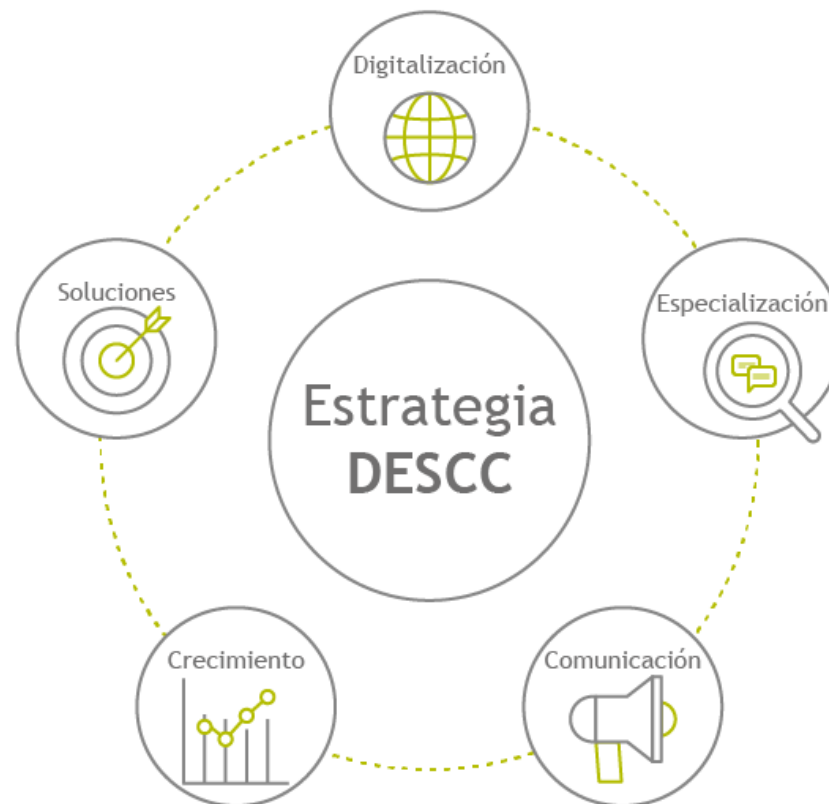 Digitalización
Soluciones
Especialización
Estrategia
DESCC
Crecimiento
Comunicación